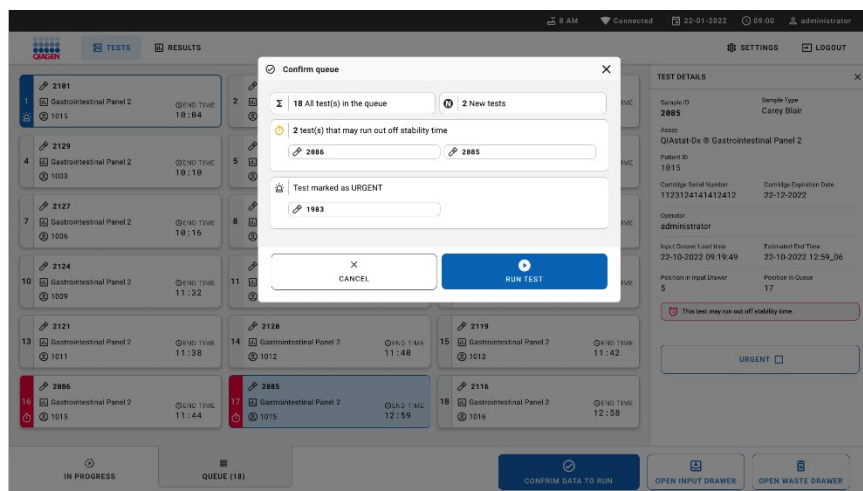 8 AM Connected 22-01-2022 09:00 administrator
QIAGEN TESTS RESULTS SETTINGS LOGOUT
Confirm queue
18 All test(s) in the queue
2 New tests
2 test(s) that may run out off stability time
2086 2085
Test marked as URGENT
1983
CANCEL
RUN TEST
1
2101
Gastrointestinal Panel 2
1015
END TIME
10:04
2
4
2129
Gastrointestinal Panel 2
1003
END TIME
10:10
5
7
2127
Gastrointestinal Panel 2
1006
END TIME
10:16
8
10
2124
Gastrointestinal Panel 2
1009
END TIME
11:32
11
13
2121
Gastrointestinal Panel 2
1011
END TIME
11:38
14
2120
Gastrointestinal Panel 2
1012
END TIME
11:40
15
2119
Gastrointestinal Panel 2
1013
END TIME
11:42
16
2086
Gastrointestinal Panel 2
1015
END TIME
11:44
17
2085
Gastrointestinal Panel 2
1015
END TIME
12:59
18
2116
Gastrointestinal Panel 2
1016
END TIME
12:58
TEST DETAILS
Sample ID Sample Type
2085 Carey Blair
Assay
QIAstat-Dx ® Gastrointestinal Panel 2
Patient ID
1015
Cartridge Serial Number Cartridge Expiration Date
1123124141412412 22-12-2022
Operator
administrator
Input Drawer Load time Estimated End Time
22-10-2022 09:19:49 22-10-2022 12:59_06
Position in Input Drawer Position in Queue
5 17
This test may run out off stability time.
URGENT
IN PROGRESS
QUEUE (18)
CONFRIM DATA TO RUN
OPEN INPUT DRAWER
OPEN WASTE DRAWER